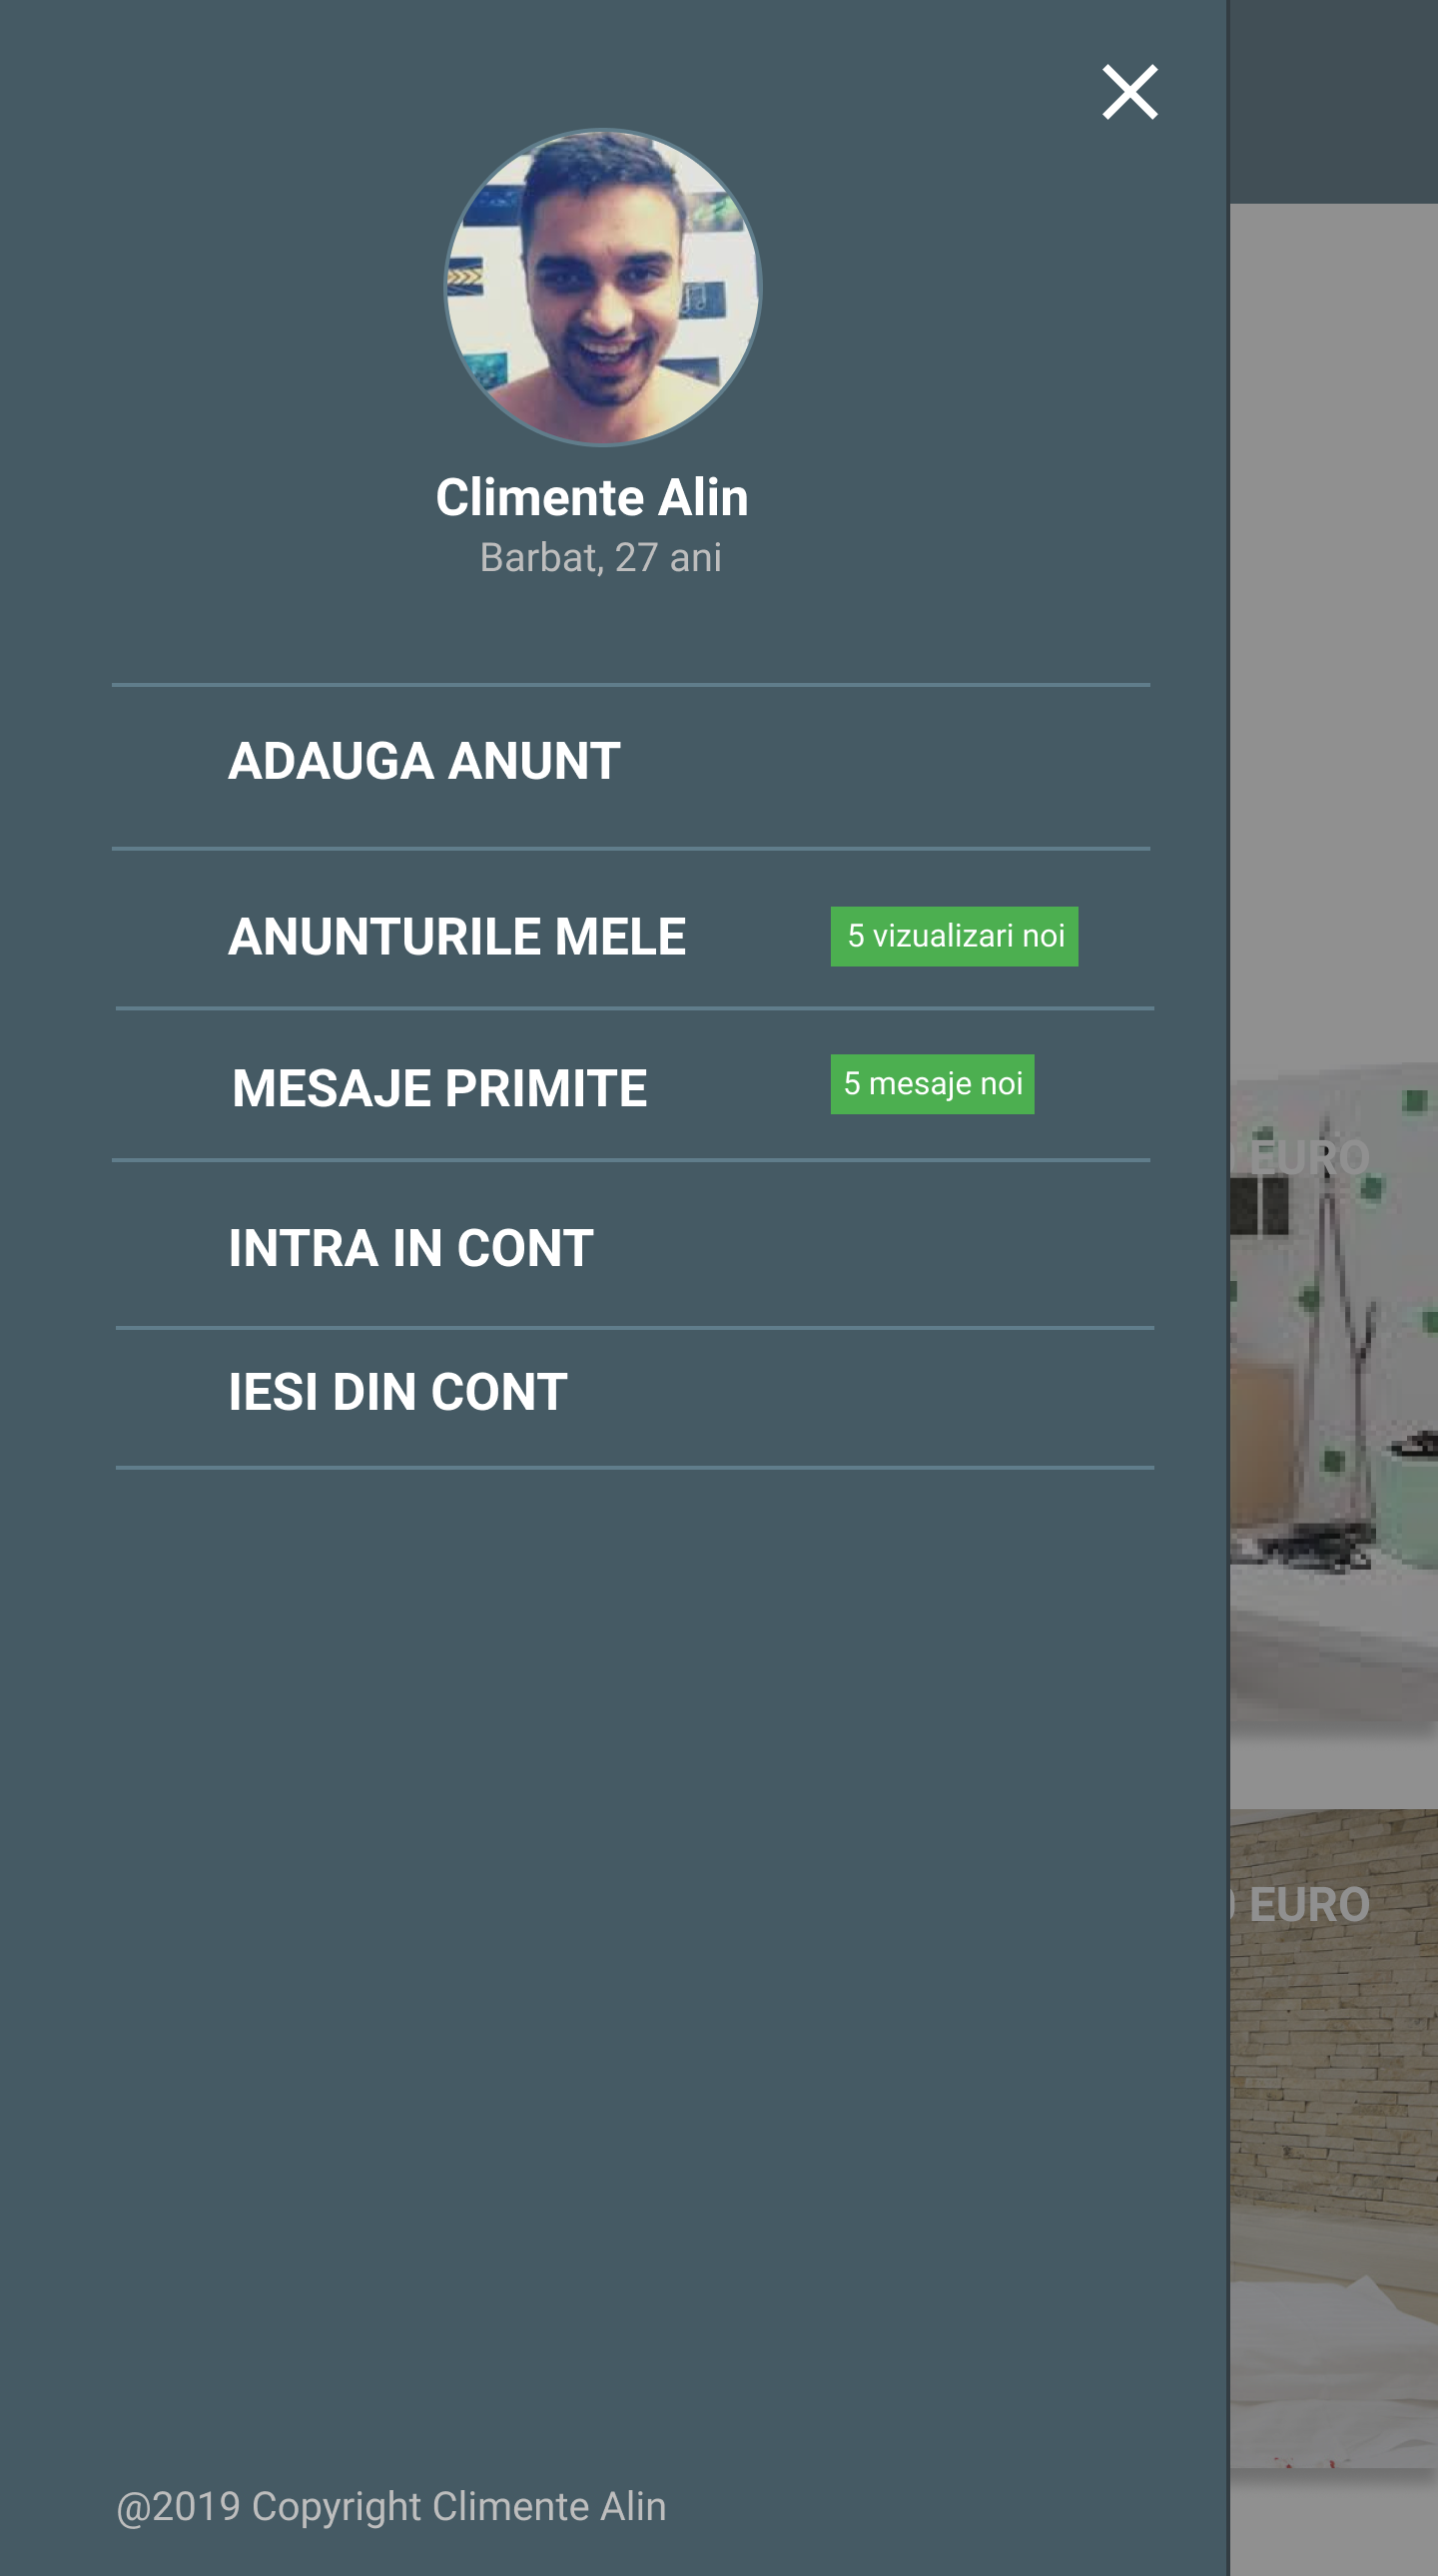 Climente Alin
Barbat, 27 ani
ADAUGA ANUNT
ANUNTURILE MELE
5 vizualizari noi
MESAJE PRIMITE
5 mesaje noi
EURO
INTRA IN CONT
IESI DIN CONT
EURO
@2019 Copyright Climente Alin